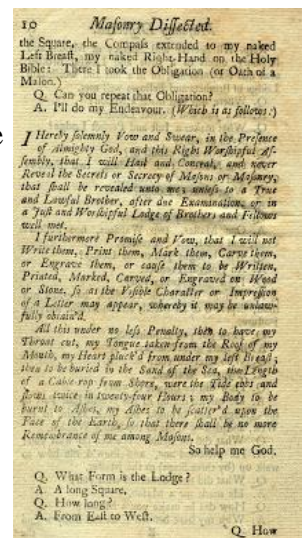 10 Masonry Dissected.
the Square, the Compass extended to my naked
Left Breast, my naked Right-Hand on the Holy
Bible: There I took the Obligation (or Oath of a
Mason.)
Q. Can you repeat that Obligation?
A. I'll do my Endeavour. (Which is as follows:)
I Hereby solemnly Vow and Swear, in the Presence
of Almighty God, and this Right Worshipful As-
sembly, that I will Hail and Conceal, and never
Reveal the Secrets or Secrecy of Masons or Masonry,
that shall be revealed unto me; unless to a True
and Lawful Brother, after due Examination, or in
a Just and Worshipful Lodge of Brothers and Fellows
well met.
I furthermore Promise and Vow, that I will not
Write them, Print them, Mark them, Carve them,
or Engrave them, or cause them to be Written,
Printed, Marked, Carved, or Engraved on Wood
or Stone, so as the Visible Character or Impression
of a Letter may appear, whereby it may be unlaw-
fully obtain'd.
All this under no less Penalty, then to have my
Throat cut, my Tongue taken from the Roof of my
Mouth, my Heart pluck'd from under my left Breast;
then to be buried in the Sand of the Sea, the Length
of a Cable-rope from Shore, were the Tide ebbs and
flows twice in twenty-four Hours; my Body to be
burnt to Ashes, my Ashes to be scatter'd upon the
Face of the Earth, so that there shall be no more
Remembrance of me among Masons.
So help me God.
Q. What Form is the Lodge?
A. A long Square.
Q. How long?
A. From East to West.
Q. How